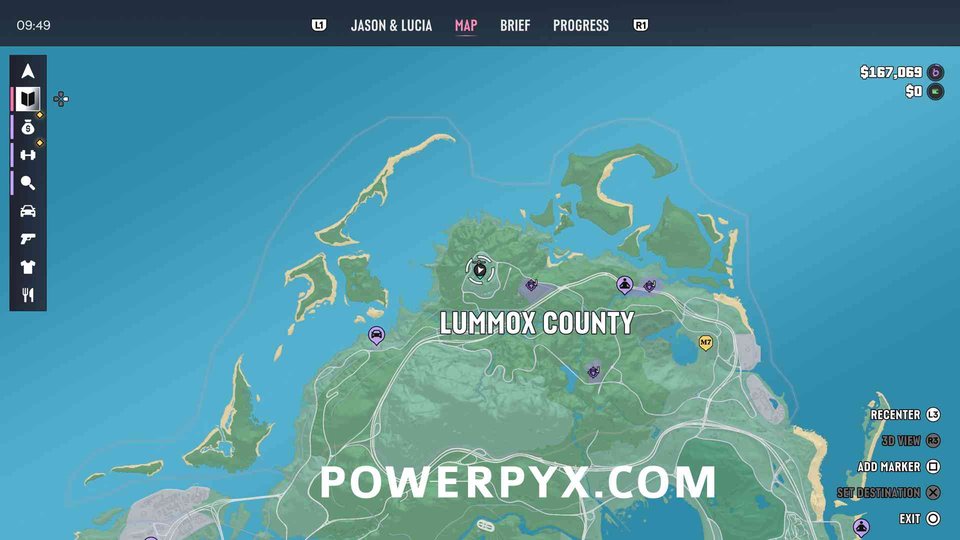 09:49
L1 JASON & LUCIA MAP BRIEF PROGRESS R1
$167,069
$0
LUMMOX COUNTY
M7
RECENTER L3
3D VIEW R3
ADD MARKER
SET DESTINATION
EXIT
POWERPYX.COM